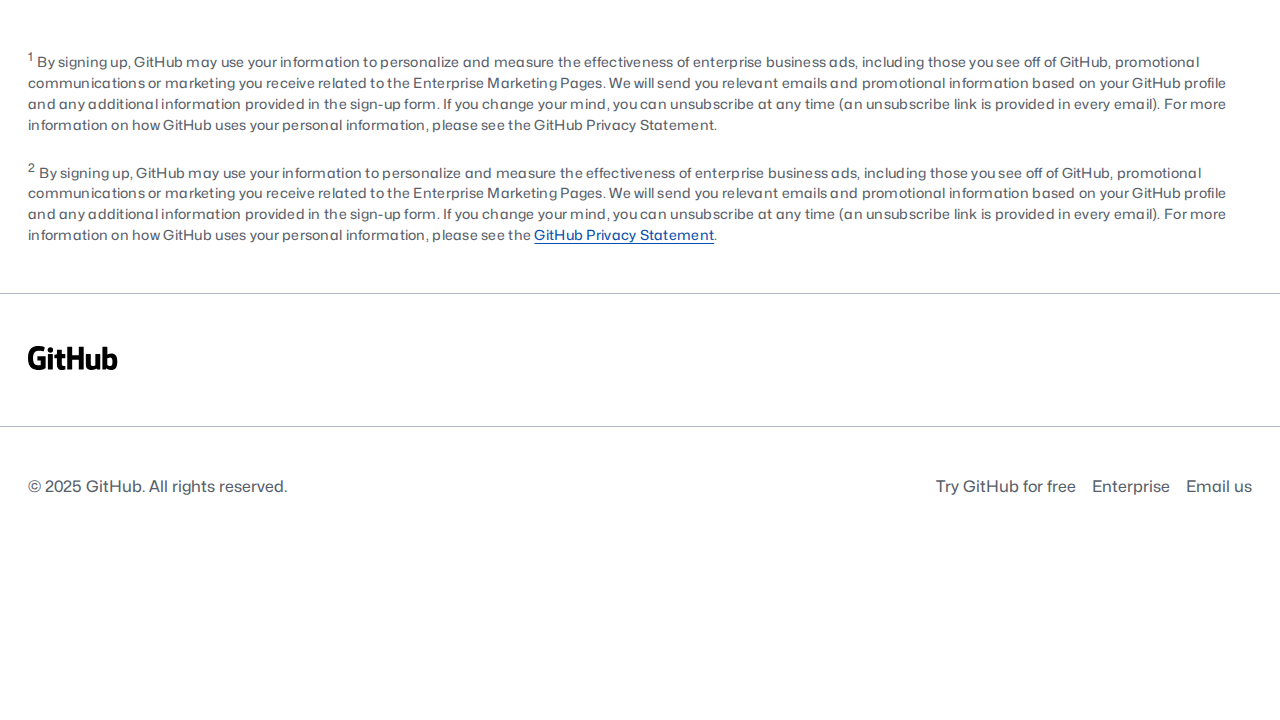 1 By signing up, GitHub may use your information to personalize and measure the effectiveness of enterprise business ads, including those you see off of GitHub, promotional
communications or marketing you receive related to the Enterprise Marketing Pages. We will send you relevant emails and promotional information based on your GitHub profile
and any additional information provided in the sign-up form. If you change your mind, you can unsubscribe at any time (an unsubscribe link is provided in every email). For more
information on how GitHub uses your personal information, please see the GitHub Privacy Statement.
2 By signing up, GitHub may use your information to personalize and measure the effectiveness of enterprise business ads, including those you see off of GitHub, promotional
communications or marketing you receive related to the Enterprise Marketing Pages. We will send you relevant emails and promotional information based on your GitHub profile
and any additional information provided in the sign-up form. If you change your mind, you can unsubscribe at any time (an unsubscribe link is provided in every email). For more
information on how GitHub uses your personal information, please see the GitHub Privacy Statement.
GitHub
© 2025 GitHub. All rights reserved. Try GitHub for free Enterprise Email us